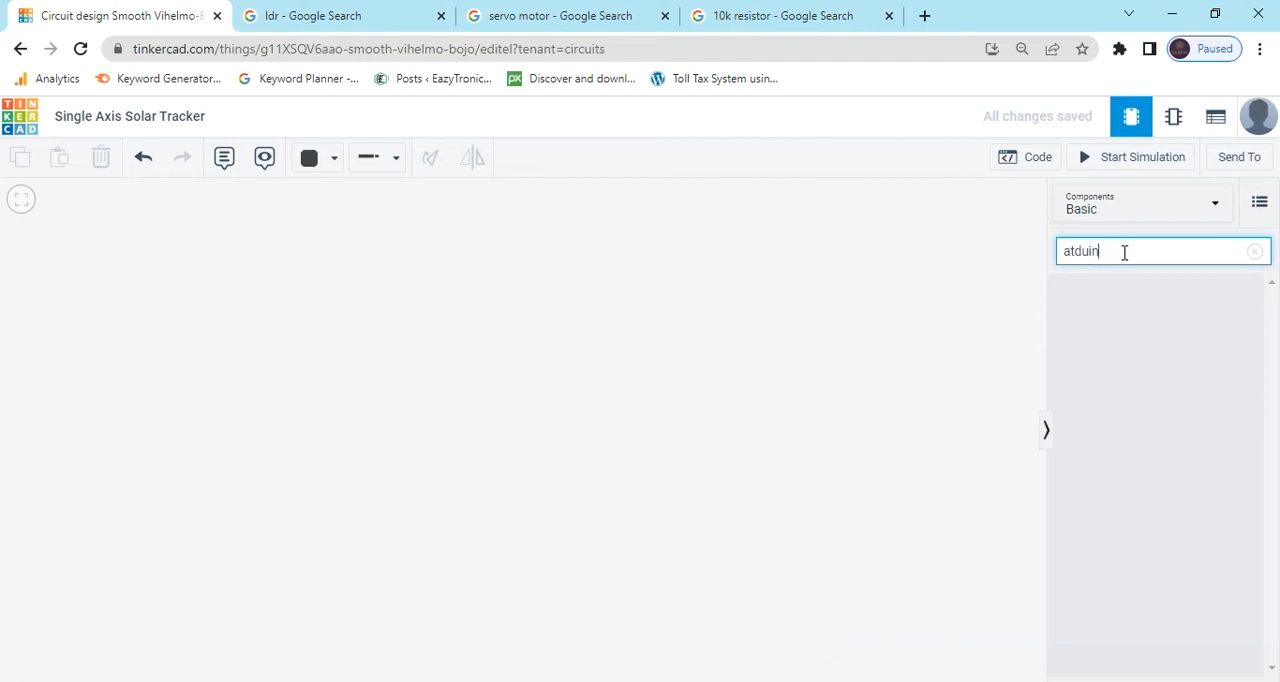 Circuit design Smooth Vihelmo-B
ldr - Google Search
servo motor - Google Search
10k resistor - Google Search
tinkercad.com/things/g11XSQV6aao-smooth-vihelmo-bojo/editel?tenant=circuits
Paused
Analytics
Keyword Generator...
Keyword Planner -...
Posts ‹ EazyTronic...
Discover and downl...
Toll Tax System usin...
TIN
KER
CAD
Single Axis Solar Tracker
All changes saved
Code
Start Simulation
Send To
Components
Basic
atduin